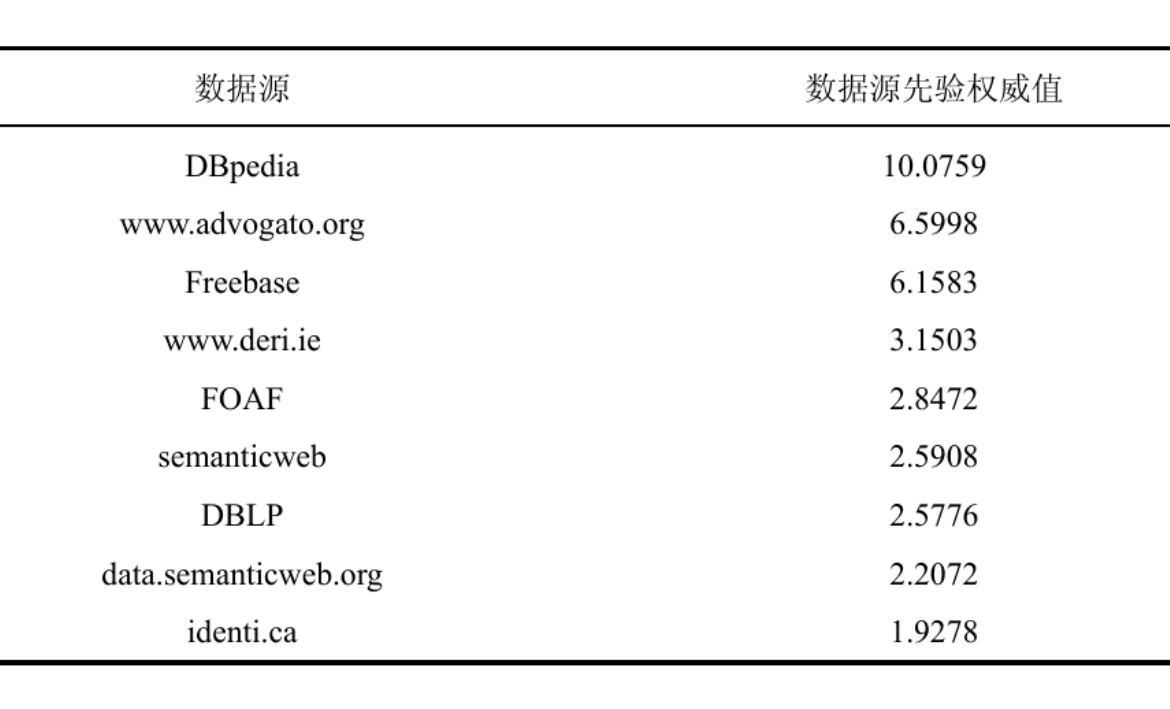 数据源 数据源先验权威值
DBpedia 10.0759
www.advogato.org 6.5998
Freebase 6.1583
www.deri.ie 3.1503
FOAF 2.8472
semanticweb 2.5908
DBLP 2.5776
data.semanticweb.org 2.2072
identi.ca 1.9278